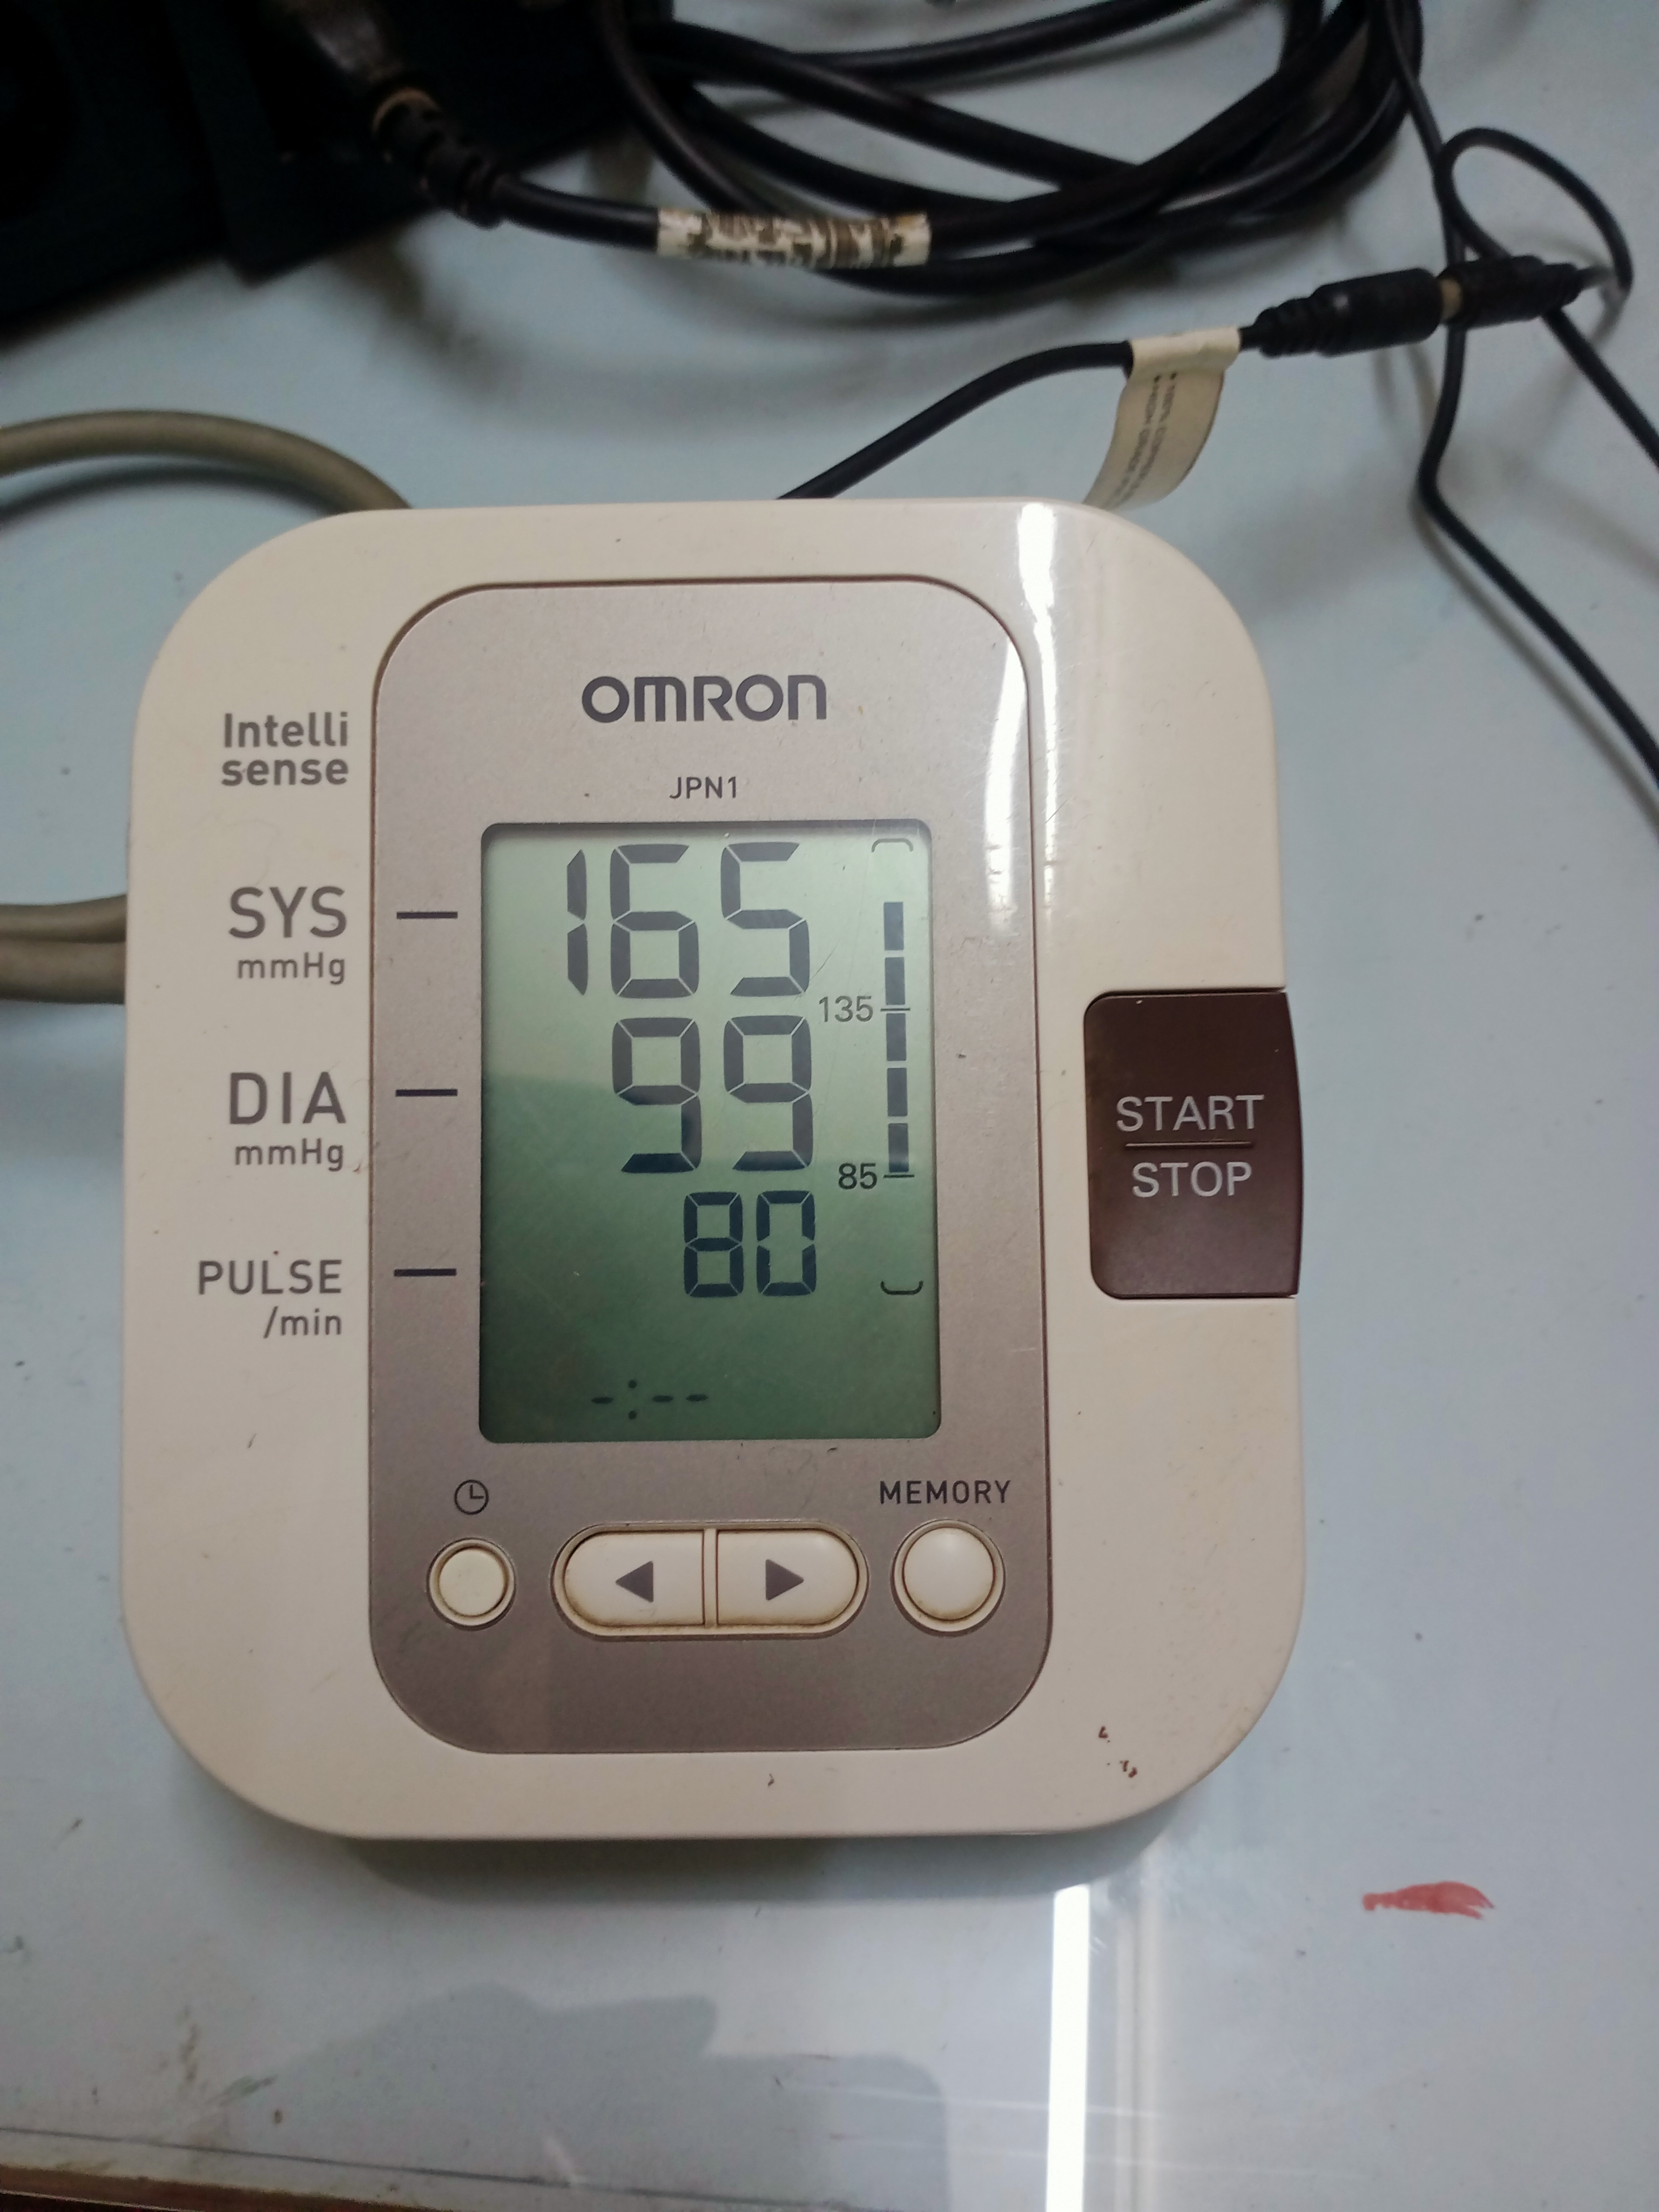 OMRON
Intelli
sense
JPN1
SYS
mmHg
165
135
DIA
mmHg
99
85
PULSE
/min
80
-:--
START
STOP
MEMORY